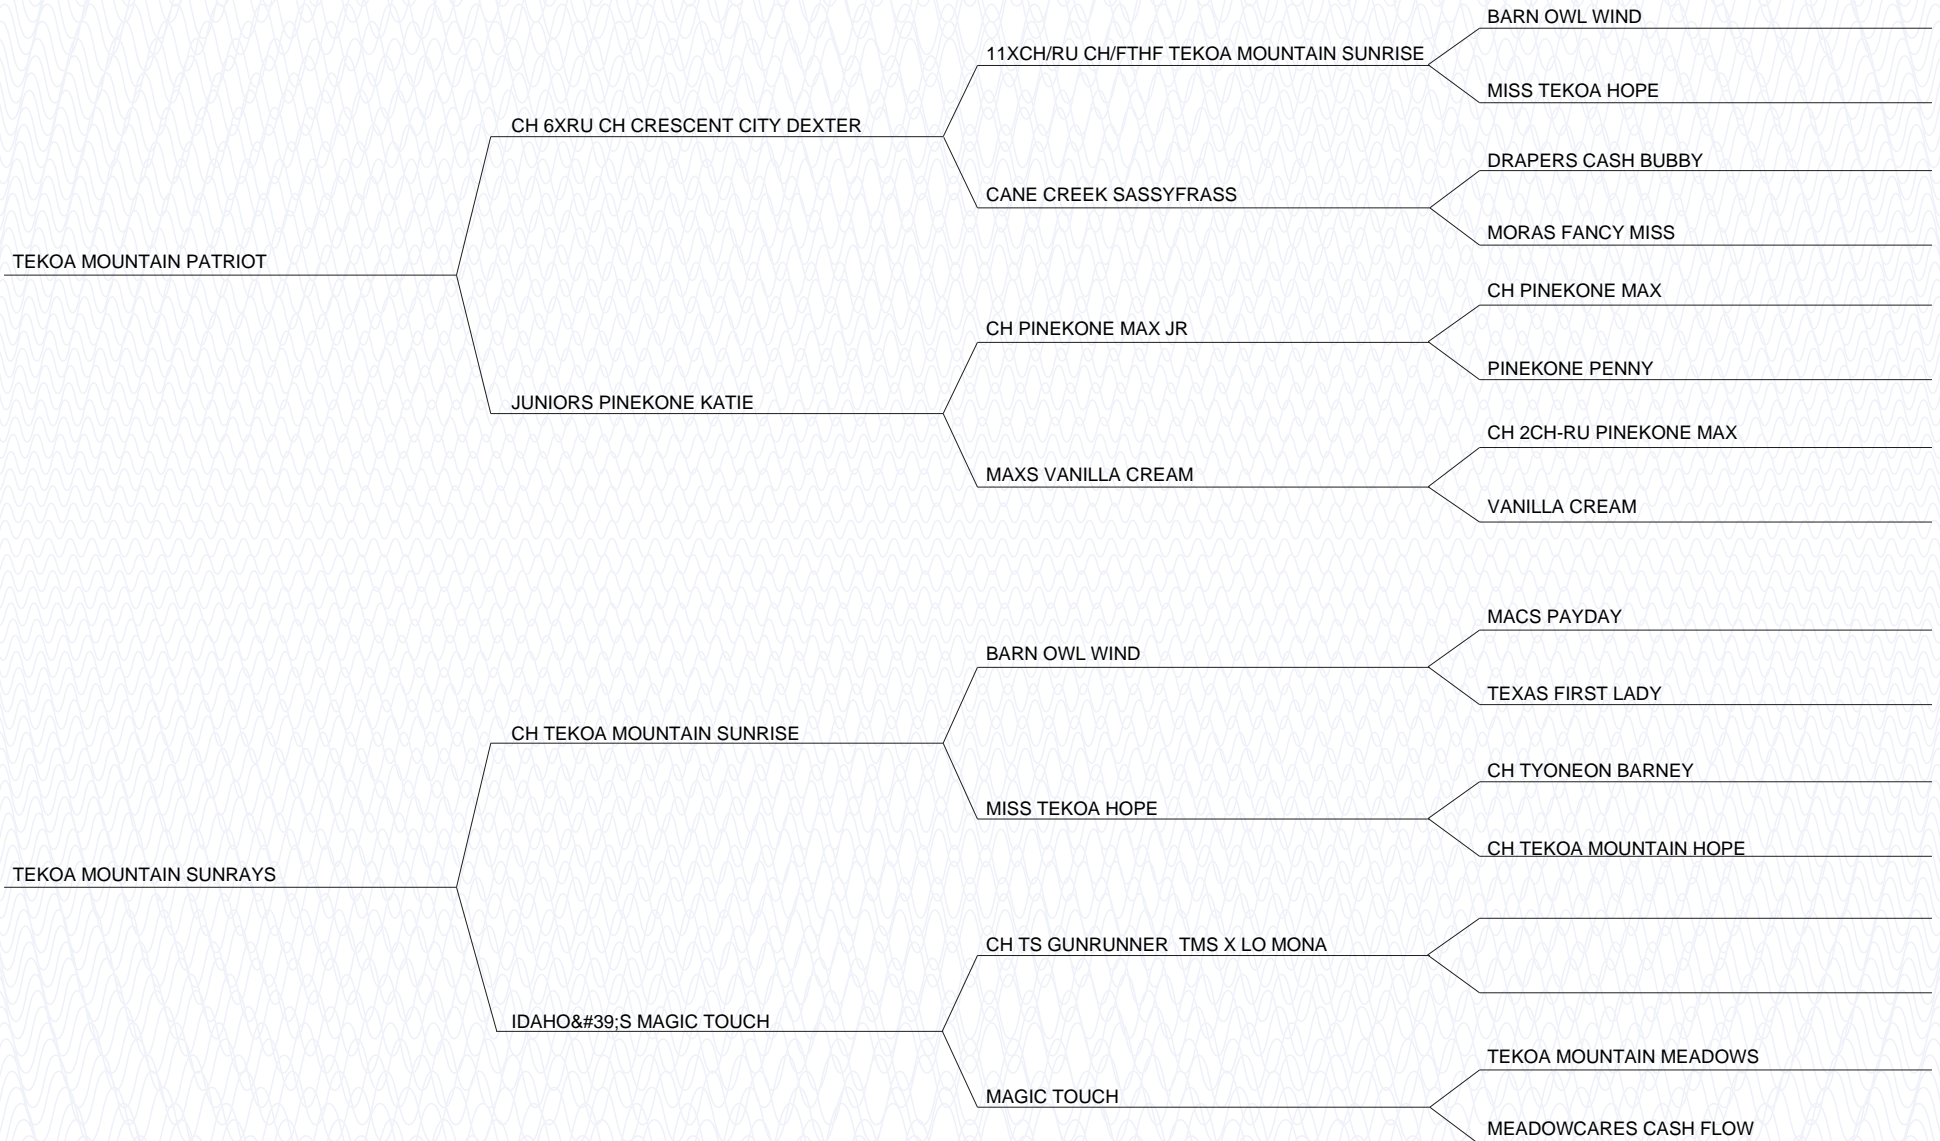 BARN OWL WIND
11XCH/RU CH/FTHF TEKOA MOUNTAIN SUNRISE
MISS TEKOA HOPE
CH 6XRU CH CRESCENT CITY DEXTER
DRAPERS CASH BUBBY
CANE CREEK SASSYFRASS
MORAS FANCY MISS
TEKOA MOUNTAIN PATRIOT
CH PINEKONE MAX
CH PINEKONE MAX JR
PINEKONE PENNY
JUNIORS PINEKONE KATIE
CH 2CH-RU PINEKONE MAX
MAXS VANILLA CREAM
VANILLA CREAM
MACS PAYDAY
BARN OWL WIND
TEXAS FIRST LADY
CH TEKOA MOUNTAIN SUNRISE
CH TYONEON BARNEY
MISS TEKOA HOPE
CH TEKOA MOUNTAIN HOPE
TEKOA MOUNTAIN SUNRAYS
CH TS GUNRUNNER  TMS X LO MONA
IDAHO&#39;S MAGIC TOUCH
TEKOA MOUNTAIN MEADOWS
MAGIC TOUCH
MEADOWCARES CASH FLOW